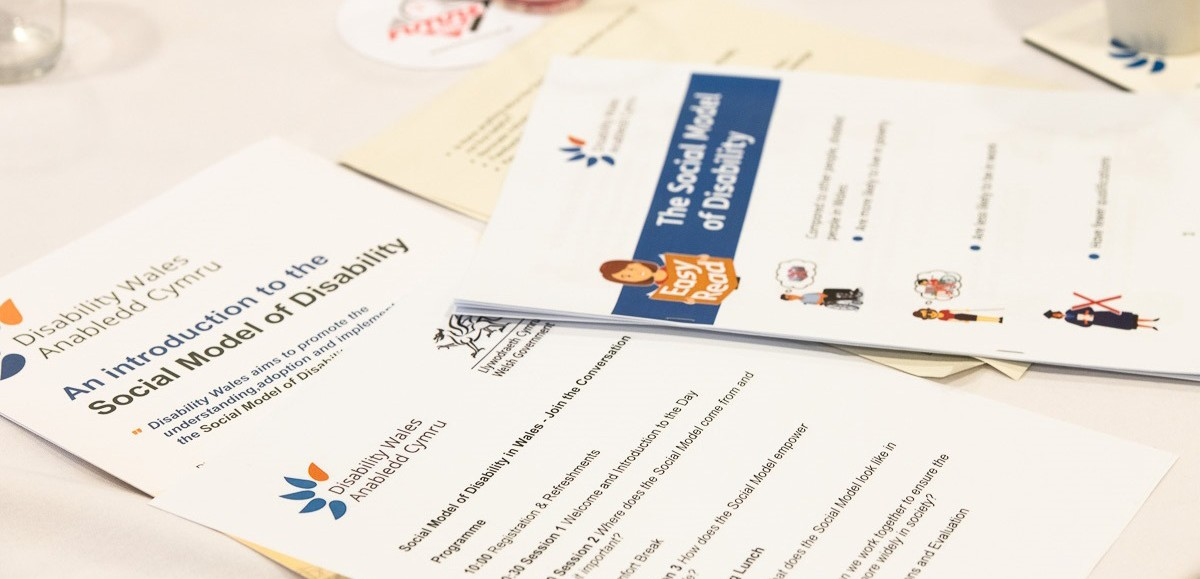 FUTURE
Disability Wales
Anabledd Cymru
The Social Model
of Disability
Easy
Read
Compared to other people, disabled
people in Wales:
Are more likely to live in poverty
Are less likely to be in work
Have fewer qualifications
Disability Wales
Anabledd Cymru
An introduction to the
Social Model of Disability
" Disability Wales aims to promote the
understanding, adoption and
the Social Model of
Llywodraeth Cymru
Welsh Government
Disability Wales
Anabledd Cymru
Social Model of Disability in Wales - Join the Conversation
Programme
10:00 Registration & Refreshments
:30 Session 1 Welcome and Introduction to the Day
Session 2 Where does the Social Model come from and
important?
Break
3 How does the Social Model empower
Lunch
does the Social Model look like in
we work together to ensure the
more widely in society?
and Evaluation